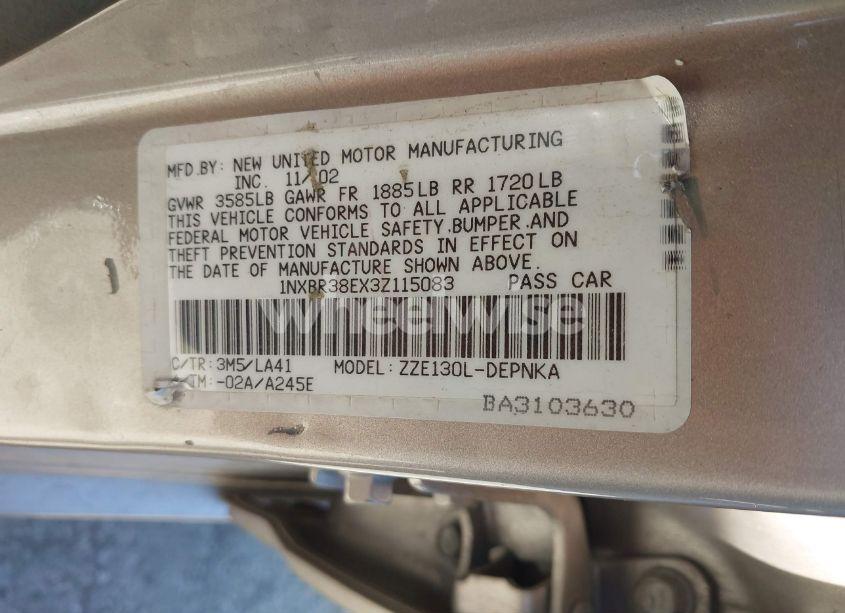 MFD.BY: NEW UNITED MOTOR MANUFACTURING
INC. 11/02
GVWR 3585LB GAWR FR 1885LB RR 1720LB
THIS VEHICLE CONFORMS TO ALL APPLICABLE
FEDERAL MOTOR VEHICLE SAFETY,BUMPER,AND
THEFT PREVENTION STANDARDS IN EFFECT ON
THE DATE OF MANUFACTURE SHOWN ABOVE.
1NXBR38EX3Z115083 PASS CAR
wheelwise
C/TR:3M5/LA41 MODEL: ZZE130L-DEPNKA
TM:-02A/A245E
BA3103630